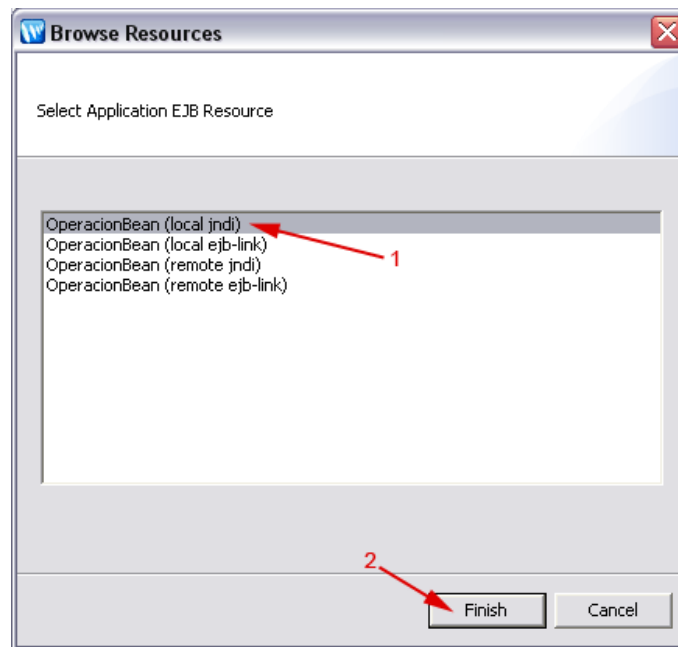 Browse Resources
Select Application EJB Resource
OperacionBean (local jndi)
OperacionBean (local ejb-link)
1
OperacionBean (remote jndi)
OperacionBean (remote ejb-link)
2
Finish
Cancel